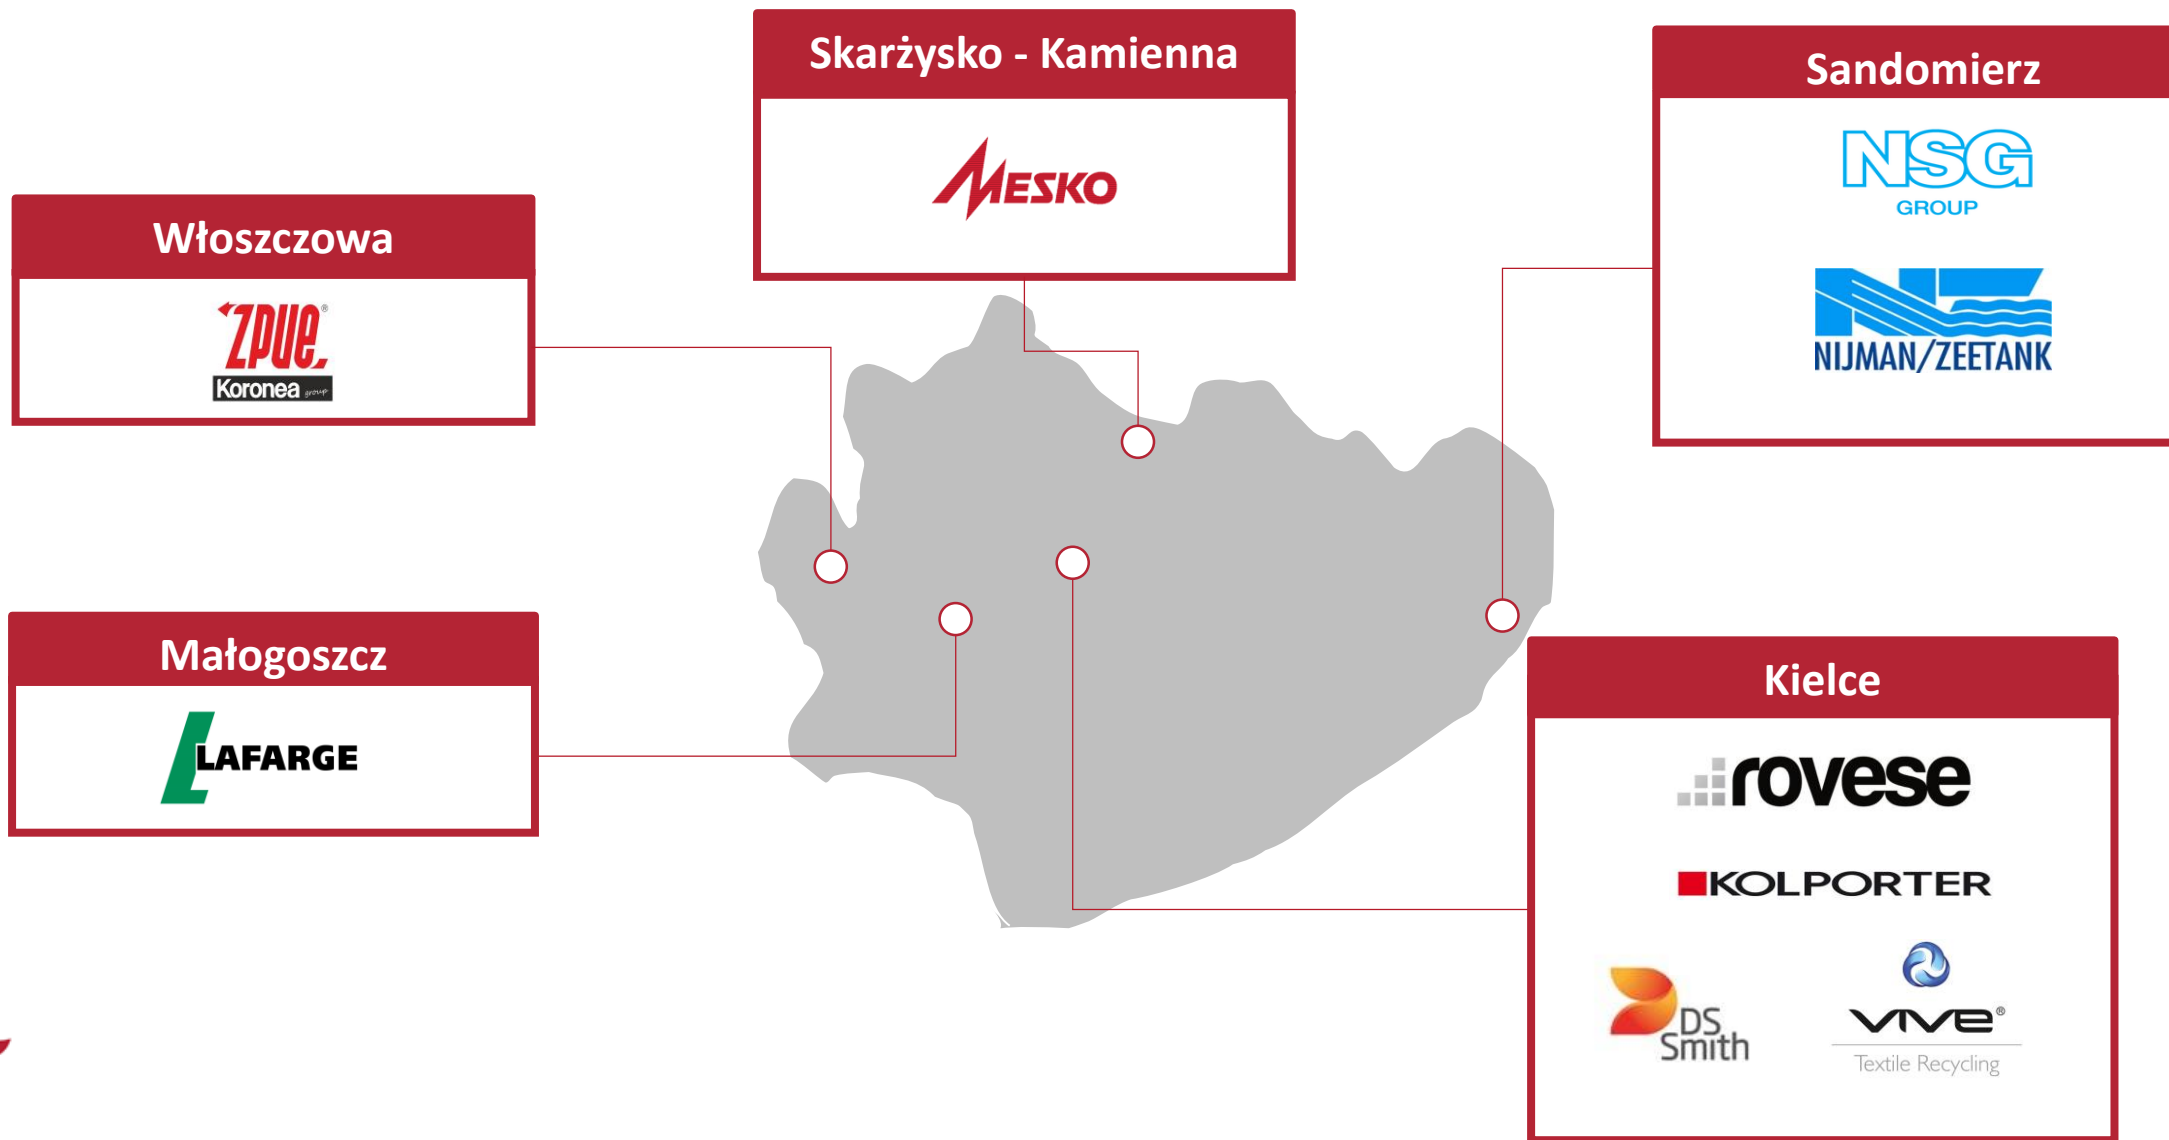 Skarżysko - Kamienna
MESKO
Sandomierz
NSG
GROUP
NIJMAN/ZEETANK
Włoszczowa
ZPUE®
Koronea group
Małogoszcz
LAFARGE
Kielce
rovese
KOLPORTER
DS
Smith
VIVE®
Textile Recycling